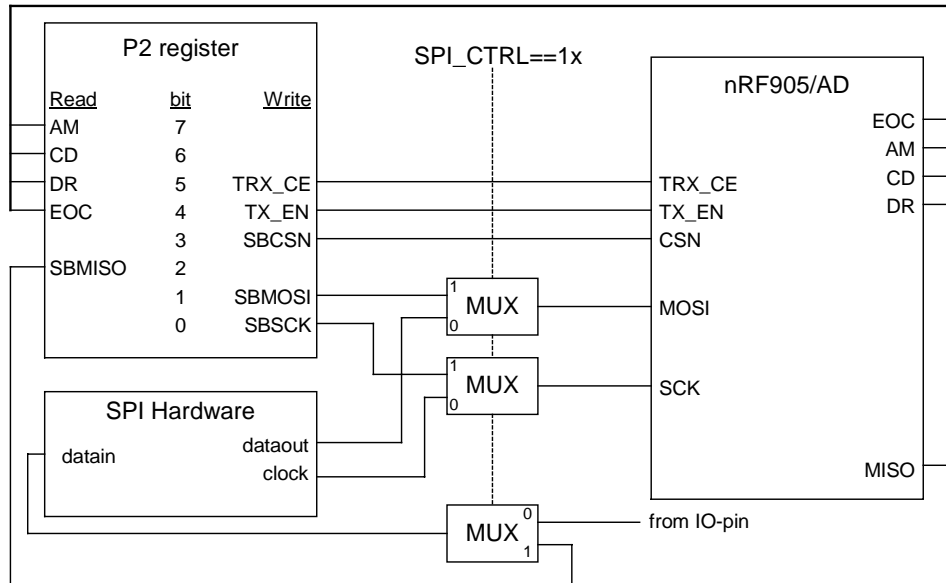 P2 register
SPI_CTRL==1x
nRF905/AD
Read bit Write
AM 7
CD 6
DR 5 TRX_CE
EOC 4 TX_EN
3 SBCSN
SBMISO 2
1 SBMOSI
0 SBSCK
EOC
AM
CD
DR
TRX_CE
TX_EN
CSN
MOSI
SCK
MISO
1
MUX
0
1
MUX
0
SPI Hardware
dataout
datain
clock
0
MUX
1
from IO-pin